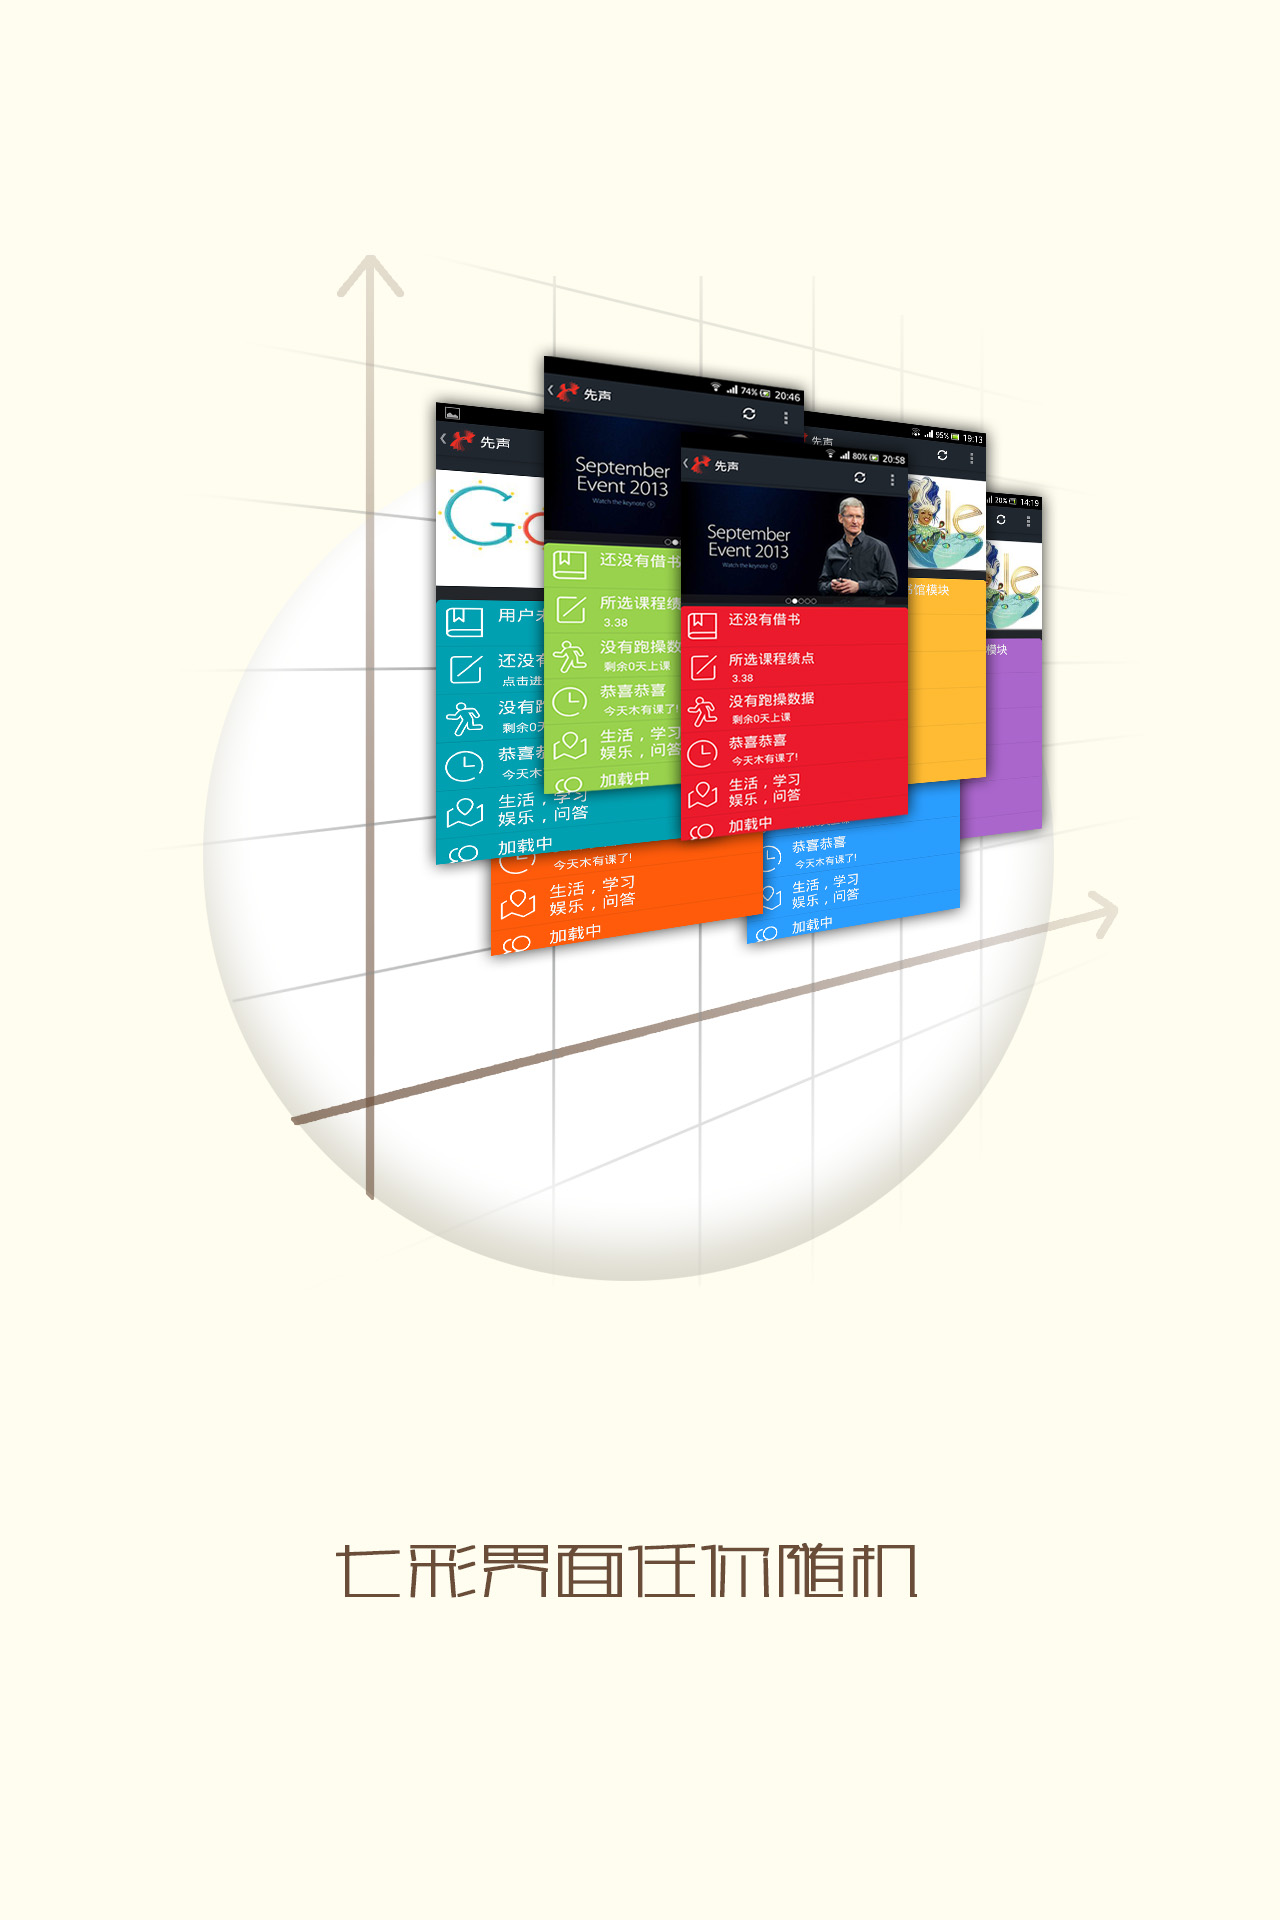 先声
74% 20:46
September
Event 2013
Watch the keynote
还没有借书
所选课程绩
3.38
没有跑操数
剩余0天上课
恭喜恭喜
今天木有课了!
生活，学习
娱乐，问答
加载中
先声
Go
用户
还没有
点击进
没有跑
剩余0天
恭喜
今天木
生活，学习
娱乐，问答
加载中
80% 20:58
先声
September
Event 2013
Watch the keynote
还没有借书
所选课程绩点
3.38
没有跑操数据
剩余0天上课
恭喜恭喜
今天木有课了!
生活，学习
娱乐，问答
加载中
95% 19:13
先声
gle
馆模块
20% 14:19
le
模块
今天木有课了!
生活，学习
娱乐，问答
加载中
恭喜恭喜
今天木有课了!
生活，学习
娱乐，问答
加载中
七彩界面任你随机